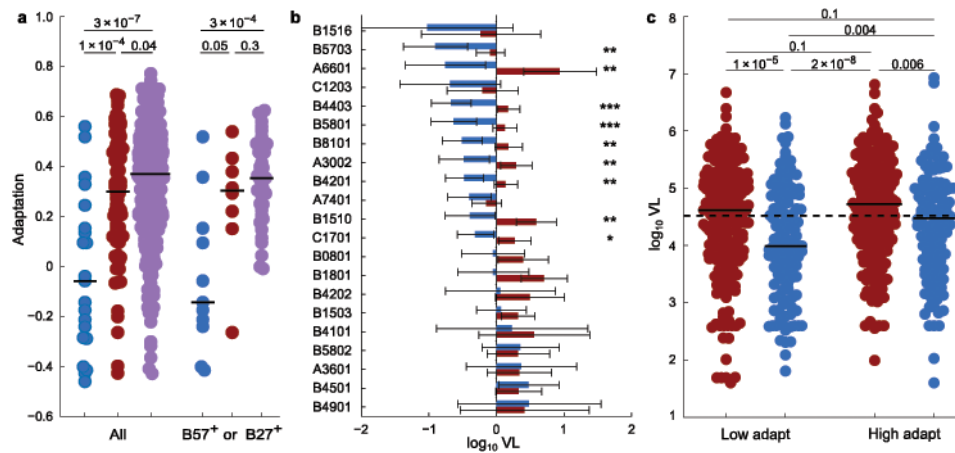 a
3 × 10⁻⁷
3 × 10⁻⁴
1 × 10⁻⁴
0.04
0.05
0.3
Adaptation
1.0
0.8
0.6
0.4
0.2
0
−0.2
−0.4
−0.6
All
B57⁺ or B27⁺
b
B1516
B5703 **
A6601 **
C1203
B4403 ***
B5801 ***
B8101 **
A3002 **
B4201 **
A7401
B1510 **
C1701 *
B0801
B1801
B4202
B1503
B4101
B5802
A3601
B4501
B4901
−2 −1 0 1 2
log₁₀ VL
c
0.1
0.004
0.1
1 × 10⁻⁵
2 × 10⁻⁸
0.006
log₁₀ VL
8
7
6
5
4
3
2
1
Low adapt
High adapt